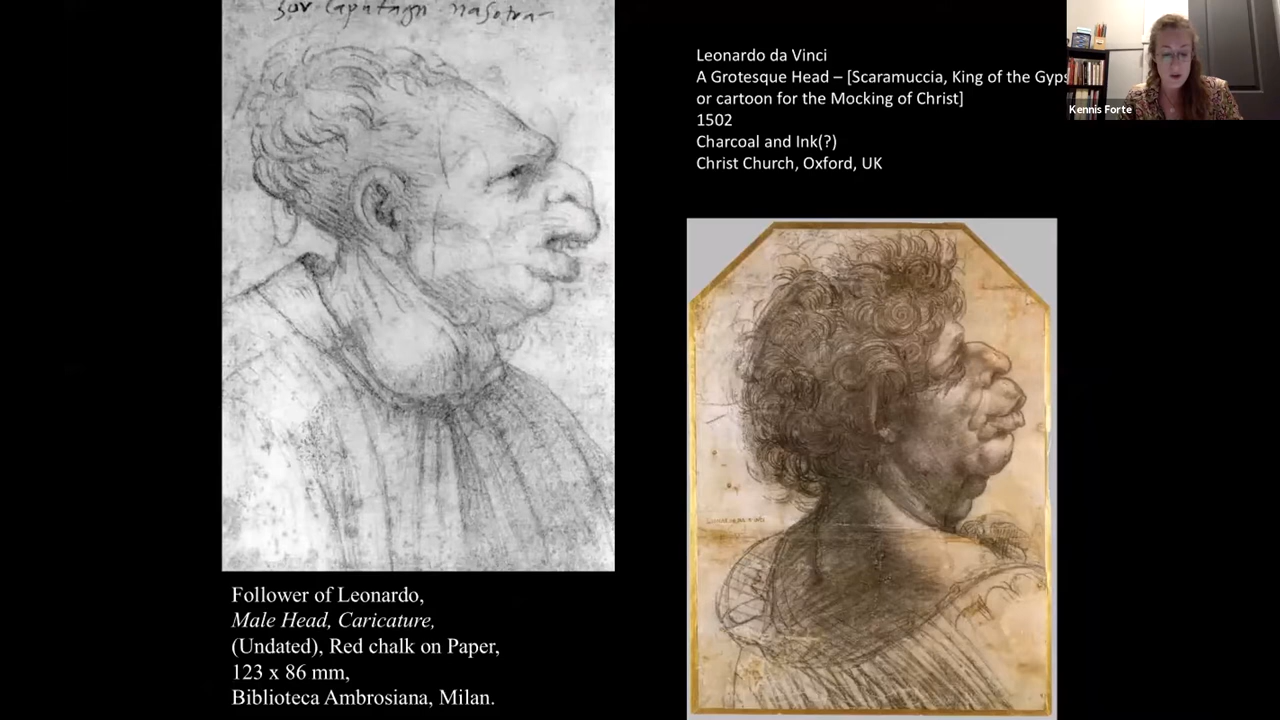 Leonardo da Vinci
A Grotesque Head – [Scaramuccia, King of the Gyps
or cartoon for the Mocking of Christ]
1502
Charcoal and Ink(?)
Christ Church, Oxford, UK
Kennis Forte
Follower of Leonardo,
Male Head, Caricature,
(Undated), Red chalk on Paper,
123 x 86 mm,
Biblioteca Ambrosiana, Milan.